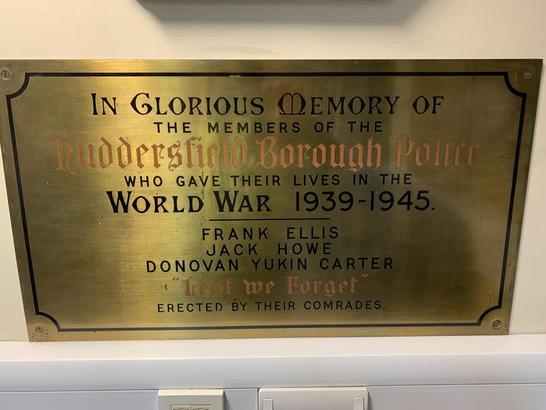 In Glorious Memory of
THE MEMBERS OF THE
Huddersfield Borough Police
WHO GAVE THEIR LIVES IN THE
WORLD WAR 1939-1945.
FRANK ELLIS
JACK HOWE
DONOVAN YUKIN CARTER
"Lest we Forget"
ERECTED BY THEIR COMRADES.